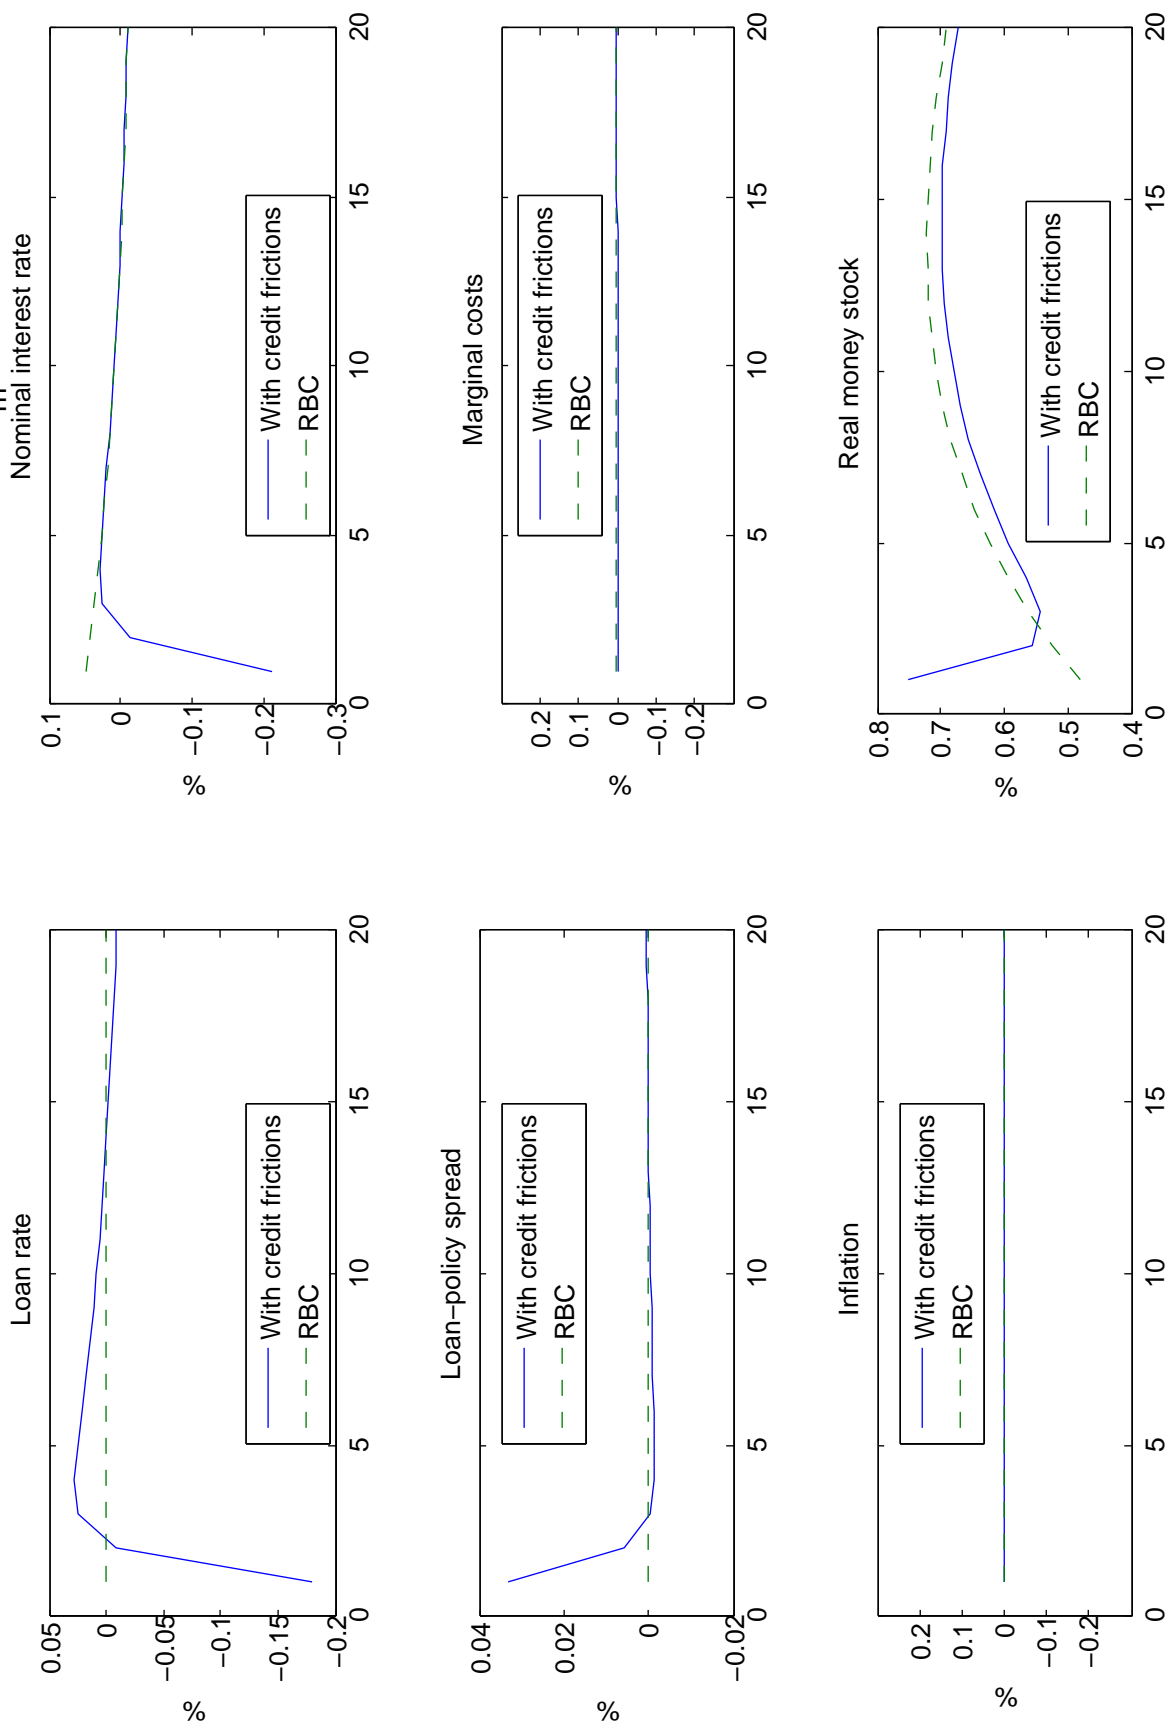 Loan rate
%
0.05
0
−0.05
−0.1
−0.15
−0.2
With credit frictions
RBC
0 5 10 15 20
Nominal interest rate
%
0.1
0
−0.1
−0.2
−0.3
With credit frictions
RBC
0 5 10 15 20
Loan−policy spread
%
0.04
0.02
0
−0.02
With credit frictions
RBC
0 5 10 15 20
Marginal costs
%
0.2
0.1
0
−0.1
−0.2
With credit frictions
RBC
0 5 10 15 20
Inflation
%
0.2
0.1
0
−0.1
−0.2
With credit frictions
RBC
0 5 10 15 20
Real money stock
%
0.8
0.7
0.6
0.5
0.4
With credit frictions
RBC
0 5 10 15 20